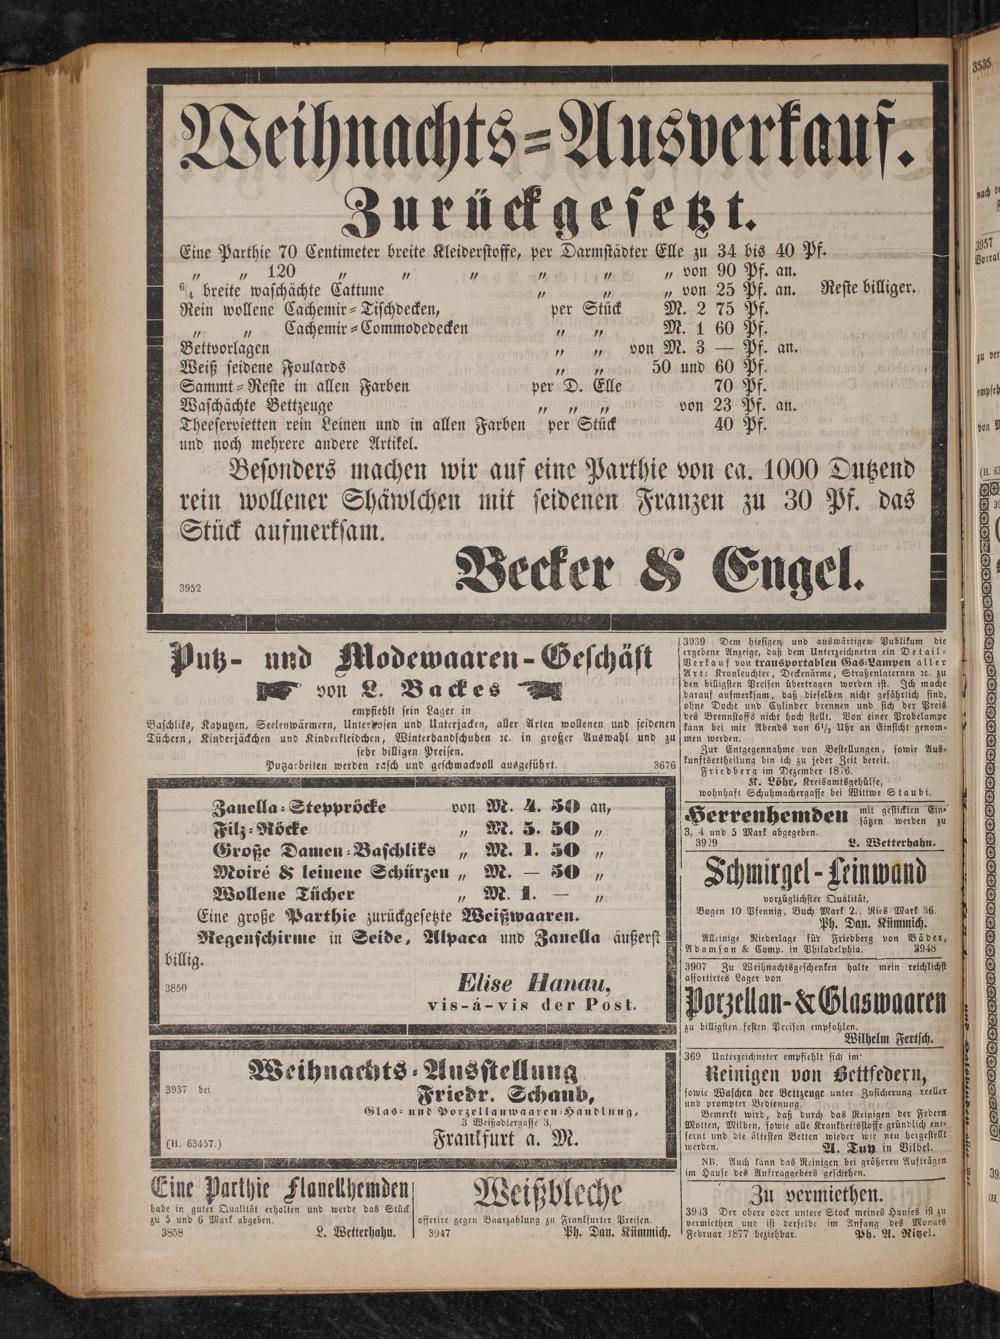 Weihnachts-Ausverkauf.
Zurückgesetzt.
Eine Parthie 70 Centimeter breite Kleiderstoffe, per Darmstädter Elle zu 34 bis 40 Pf.
„ „ 120 „ „ „ „ „ „ von 90 Pf. an.
6/4 breite waschächte Cattune „ „ „ von 25 Pf. an. Reste billiger.
Rein wollene Cachemir-Tischdecken, per Stück M. 2 75 Pf.
„ „ Cachemir-Commodedecken „ „ M. 1 60 Pf.
Bettvorlagen „ „ von M. 3 — Pf. an.
Weiß seidene Foulards „ „ 50 und 60 Pf.
Sammt-Reste in allen Farben per D. Elle 70 Pf.
Waschächte Bettzeuge „ „ „ von 23 Pf. an.
Theeservietten rein Leinen und in allen Farben per Stück 40 Pf.
und noch mehrere andere Artikel.
Besonders machen wir auf eine Parthie von ca. 1000 Dutzend
rein wollener Shäwlchen mit seidenen Franzen zu 30 Pf. das
Stück aufmerksam.
Becker & Engel.
3952
Putz- und Modewaaren-Geschäft
von L. Backes
empfiehlt sein Lager in
Baschliks, Kaputzen, Seelenwärmern, Unterhosen und Unterjacken, aller Arten wollenen und seidenen
Tüchern, Kinderjäckchen und Kinderkleidchen, Winterhandschuhen ꝛc. in großer Auswahl und zu
sehr billigen Preisen.
Putzarbeiten werden rasch und geschmackvoll ausgeführt. 3676
Zanella-Steppröcke von M. 4. 50 an,
Filz-Röcke „ M. 5. 50 „
Große Damen-Baschliks „ M. 1. 50 „
Moiré & leinene Schürzen „ M. — 50 „
Wollene Tücher „ M. 1. — „
Eine große Parthie zurückgesetzte Weißwaaren.
Regenschirme in Seide, Alpaca und Zanella äußerst
billig.
3850
Elise Hanau,
vis-á-vis der Post.
Weihnachts-Ausstellung
3937 bei Friedr. Schaub,
Glas- und Porzellanwaaren-Handlung,
3 Weißadlergasse 3,
(H. 63457.) Frankfurt a. M.
Eine Parthie Flanellhemden
habe in guter Qualität erhalten und werde das Stück
zu 5 und 6 Mark abgeben.
3858 L. Wetterhahn.
Weißbleche
offerire gegen Baarzahlung zu Frankfurter Preisen.
3947 Ph. Dan. Kümmich.
3939 Dem hiesigen und auswärtigen Publikum die
ergebene Anzeige, daß dem Unterzeichneten ein Detail-
Verkauf von transportablen Gas-Lampen aller
Art: Kronleuchter, Deckenärme, Straßenlaternen ꝛc. zu
den billigsten Preisen übertragen worden ist. Ich mache
darauf aufmerksam, daß dieselben nicht gefährlich sind,
ohne Docht und Cylinder brennen und sich der Preis
des Brennstoffs nicht hoch stellt. Von einer Probelampe
kann bei mir Abends von 6½ Uhr an Einsicht genom-
men werden.
Zur Entgegennahme von Bestellungen, sowie Aus-
kunftsertheilung bin ich zu jeder Zeit bereit.
Friedberg im Dezember 1876.
K. Löhr, Kreisamtsgehülfe,
wohnhaft Schuhmachergasse bei Wittwe Staubi.
Herrenhemden mit gestickten Ein-
sätzen werden zu
3, 4 und 5 Mark abgegeben.
3929 L. Wetterhahn.
Schmirgel-Leinwand
vorzüglichster Qualität,
Bogen 10 Pfennig, Buch Mark 2., Ries Mark 36.
Ph. Dan. Kümmich.
Alleinige Niederlage für Friedberg von Bäder,
Adamson & Comp. in Philadelphia. 3948
3907 Zu Weihnachtsgeschenken halte mein reichlichst
assortirtes Lager von
Porzellan- & Glaswaaren
zu billigsten festen Preisen empfohlen.
Wilhelm Fertsch.
369 Unterzeichneter empfiehlt sich im
Reinigen von Bettfedern,
sowie Waschen der Bettzeuge unter Zusicherung reeller
und prompter Bedienung.
Bemerkt wird, daß durch das Reinigen der Federn
Motten, Milben, sowie alle Krankheitsstoffe gründlich ent-
fernt und die ältesten Betten wieder wie neu hergestellt
werden. A. Tuy in Vilbel.
NB. Auch kann das Reinigen bei größeren Aufträgen
im Hause des Auftraggebers geschehen.
Zu vermiethen.
3943 Der obere oder untere Stock meines Hauses ist zu
vermiethen und ist derselbe im Anfang des Monats
Februar 1877 beziehbar. Ph. A. Ritzel.
3535
nach
3957
zu ver
von
(H. 63